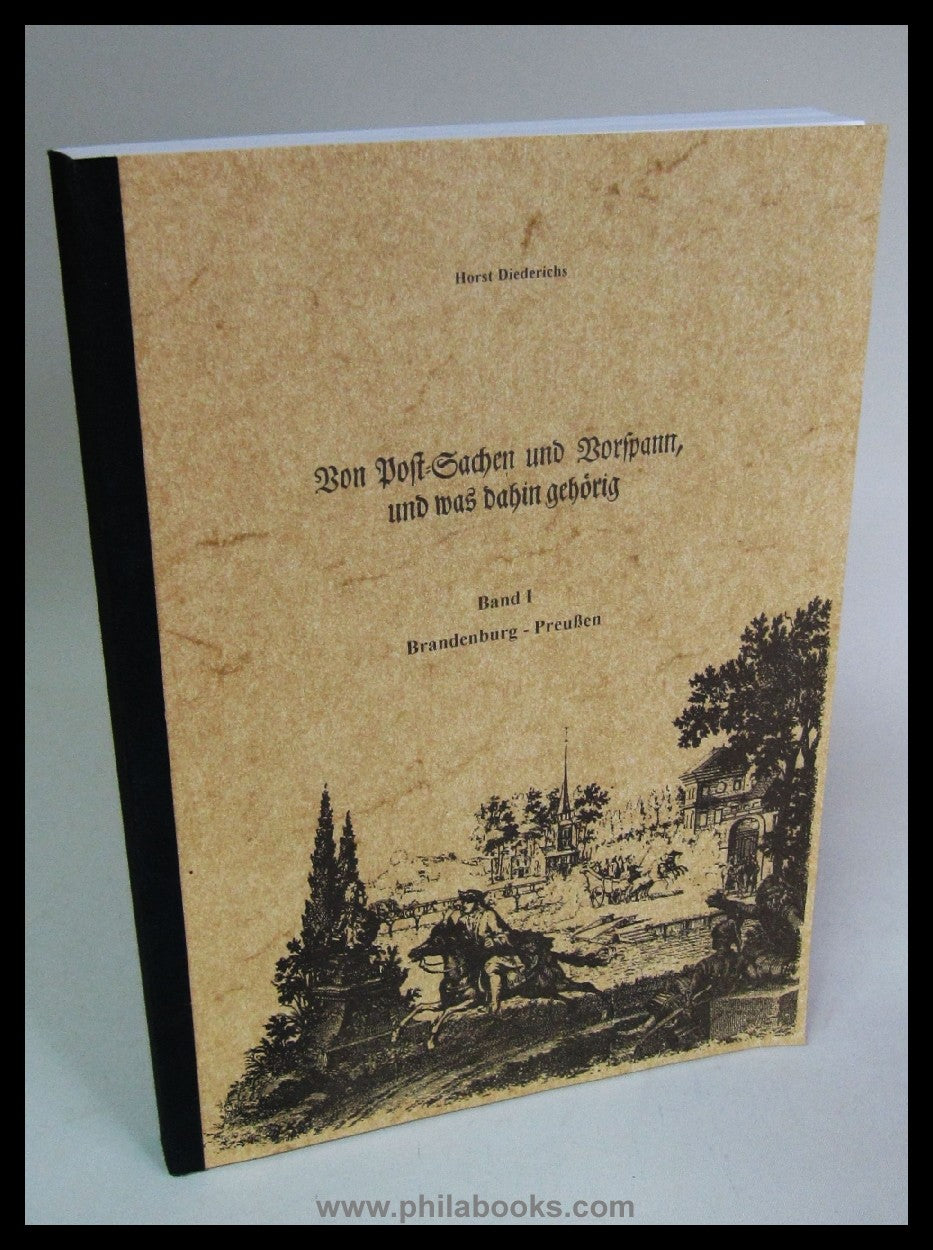 Horst Diederichs
Von Post-Sachen und Vorspann,
und was dahin gehörig
Band I
Brandenburg - Preußen
www.philabooks.com